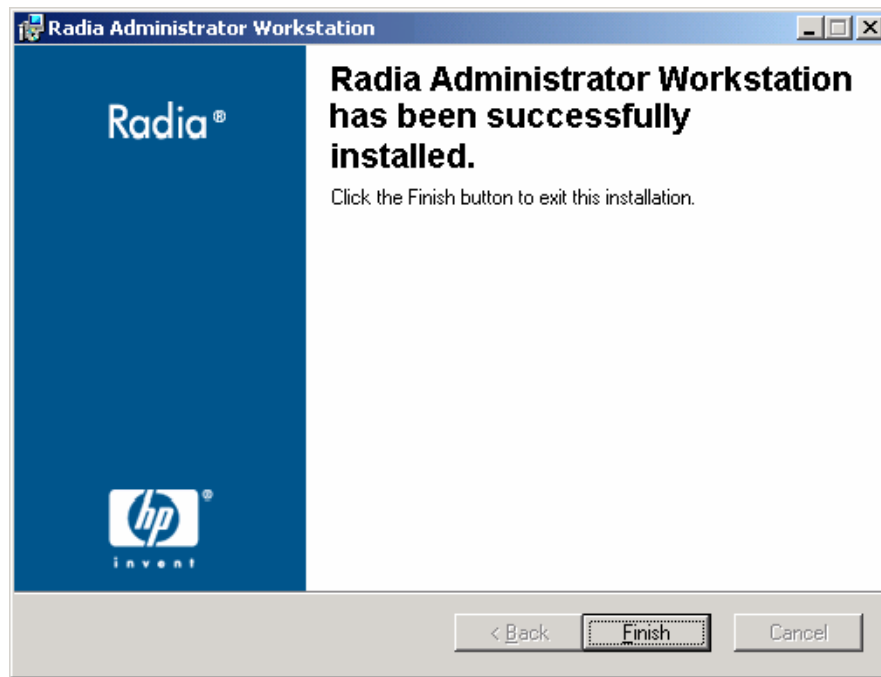 Radia Administrator Workstation
Radia®
Radia Administrator Workstation
has been successfully
installed.
Click the Finish button to exit this installation.
hp®
invent
< Back
Finish
Cancel